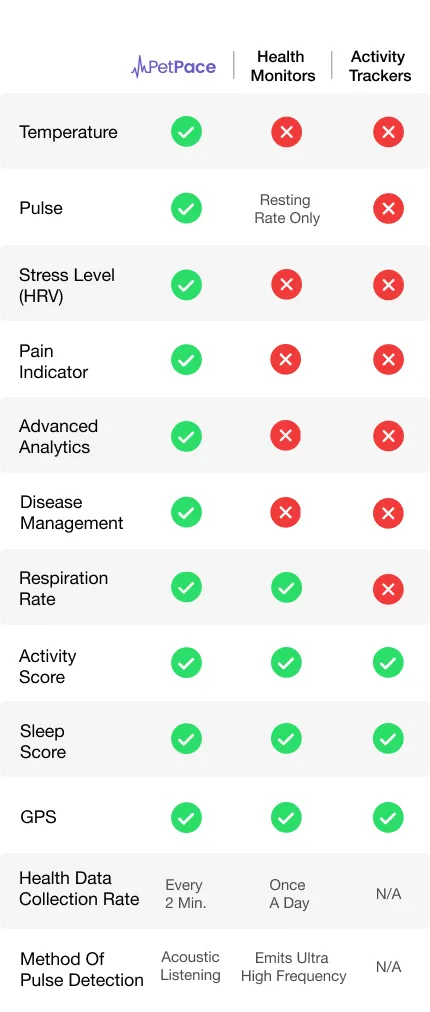 PetPace
Health
Monitors
Activity
Trackers
Temperature
Pulse
Resting
Rate Only
Stress Level
(HRV)
Pain
Indicator
Advanced
Analytics
Disease
Management
Respiration
Rate
Activity
Score
Sleep
Score
GPS
Health Data
Collection Rate
Every
2 Min.
Once
A Day
N/A
Method Of
Pulse Detection
Acoustic
Listening
Emits Ultra
High Frequency
N/A